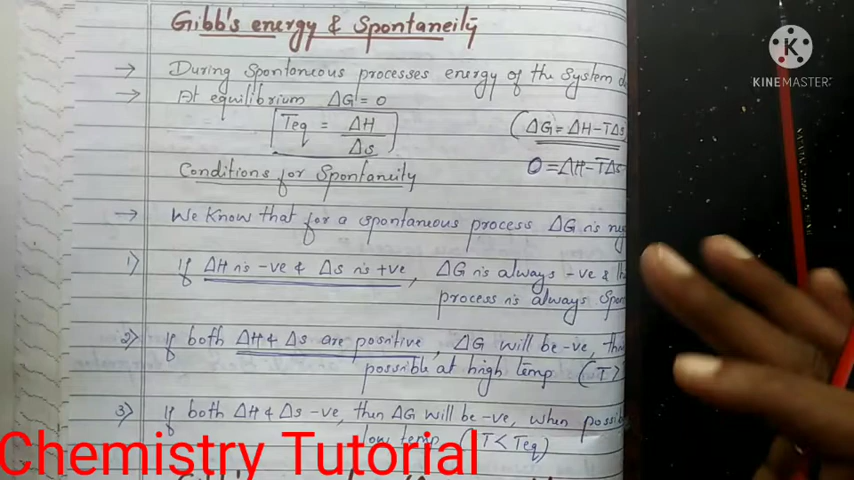 Gibb's energy & Spontaneity
→ During Spontaneous processes energy of the System
→ At equilibrium ΔG = 0
Teq = ΔH / Δs
(ΔG = ΔH - TΔs
0 = ΔH - TΔs
Conditions for Spontaneity
→ We Know that for a spontaneous process ΔG is
1) if ΔH is -ve & Δs is +ve, ΔG is always -ve &
process is always
2) if both ΔH & Δs are positive, ΔG will be -ve,
possible at high temp (T>
3) if both ΔH & Δs -ve, then ΔG will be -ve, when
low temp (T < Teq)
KINEMASTER
Chemistry Tutorial